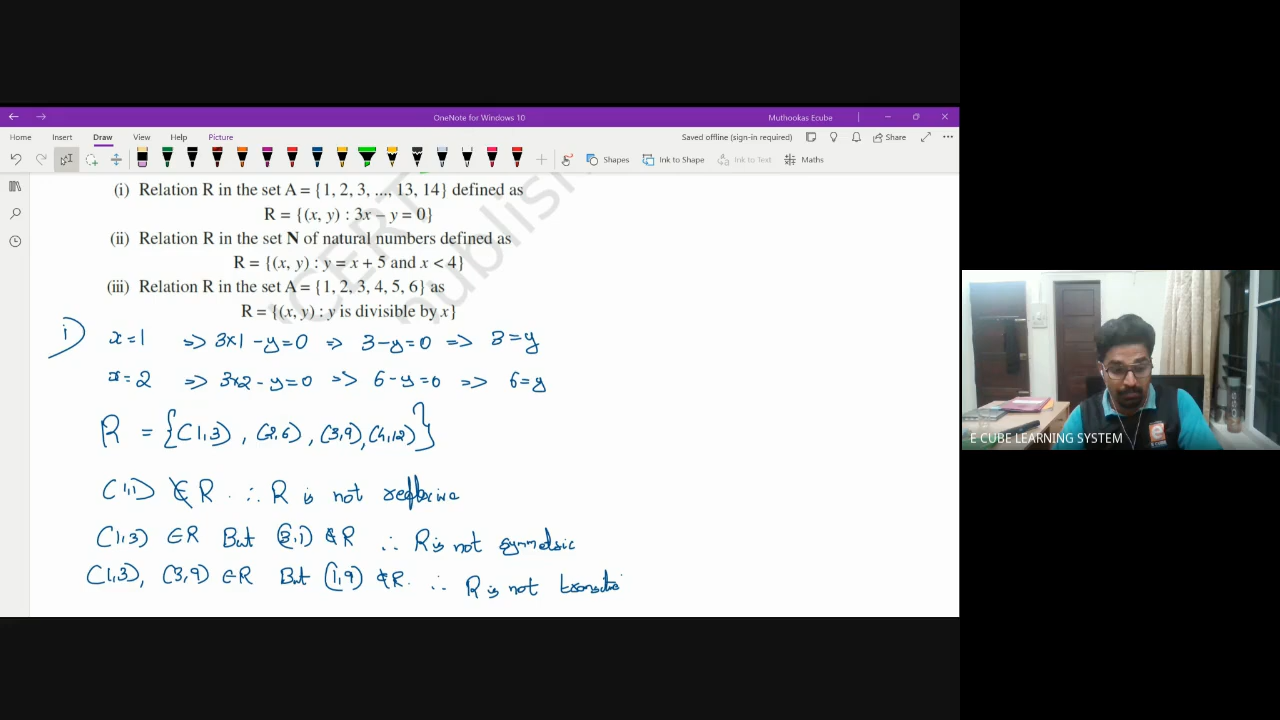 OneNote for Windows 10
Muthookas Ecube
Home Insert Draw View Help Picture
Saved offline (sign-in required) Share
Shapes Ink to Shape Ink to Text Maths
(i) Relation R in the set A = {1, 2, 3, ..., 13, 14} defined as
R = {(x, y) : 3x – y = 0}
(ii) Relation R in the set N of natural numbers defined as
R = {(x, y) : y = x + 5 and x < 4}
(iii) Relation R in the set A = {1, 2, 3, 4, 5, 6} as
R = {(x, y) : y is divisible by x}
i) x=1 => 3x1 -y=0 => 3-y=0 => 3=y
x=2 => 3x2 -y=0 => 6-y=0 => 6=y
R = {(1,3), (2,6), (3,9), (4,12)}
(1,1) ∉ R. ∴ R is not reflexive
(1,3) ∈R But (3,1) ∉R ∴ R is not symmetric
(1,3), (3,9) ∈R But (1,9) ∉R. ∴ R is not transitive
E CUBE LEARNING SYSTEM